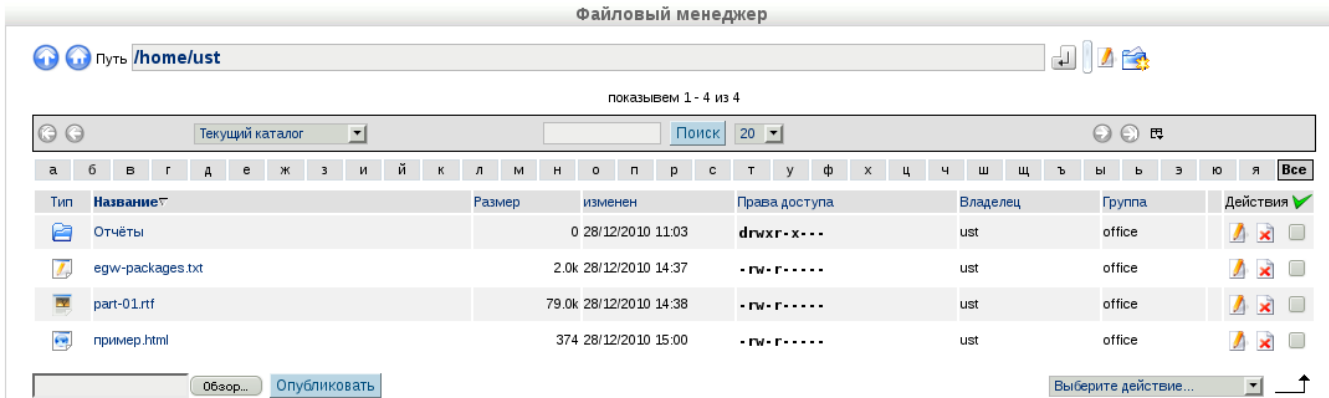 Файловый менеджер
Путь /home/ust
показывем 1 - 4 из 4
Текущий каталог Поиск 20
а б в г д е ж з и й к л м н о п р с т у ф х ц ч ш щ ъ ы ь э ю я Все
Тип Название Размер изменен Права доступа Владелец Группа Действия
Отчёты 0 28/12/2010 11:03 drwxr-x--- ust office
egw-packages.txt 2.0k 28/12/2010 14:37 -rw-r----- ust office
part-01.rtf 79.0k 28/12/2010 14:38 -rw-r----- ust office
пример.html 374 28/12/2010 15:00 -rw-r----- ust office
Обзор... Опубликовать Выберите действие...